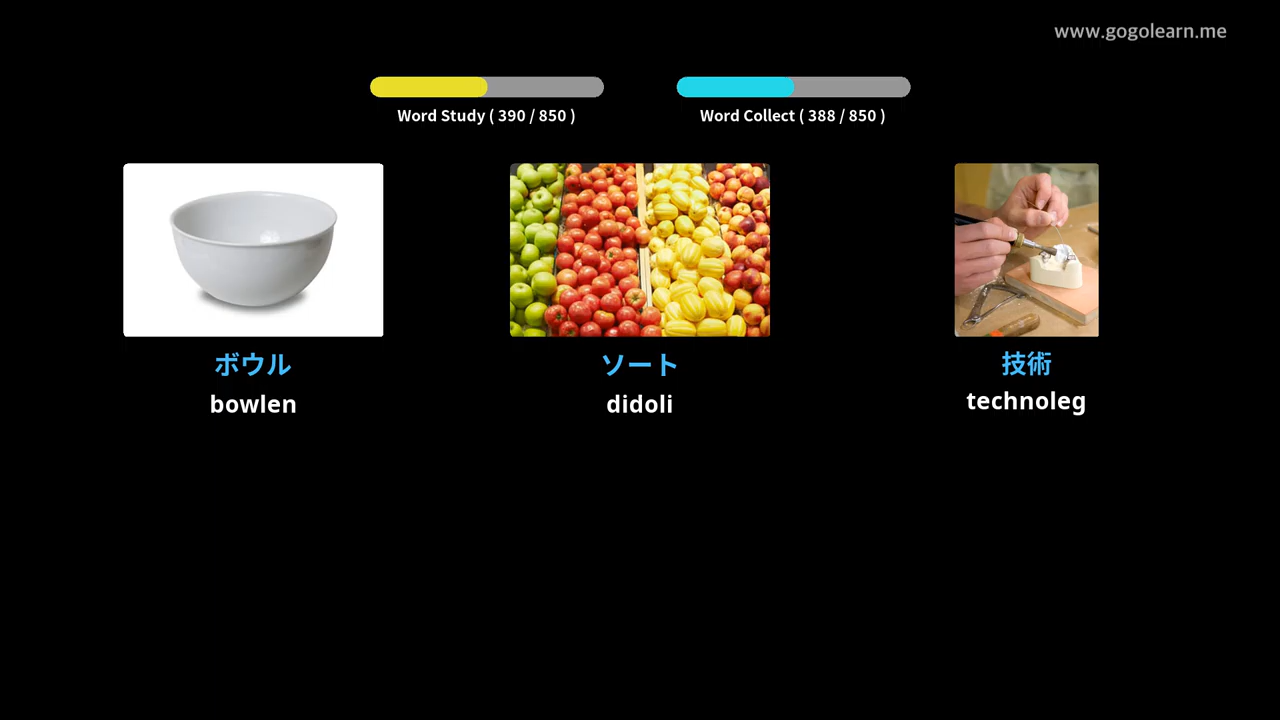 www.gogolearn.me
Word Study ( 390 / 850 )
Word Collect ( 388 / 850 )
ボウル
bowlen
ソート
didoli
技術
technoleg